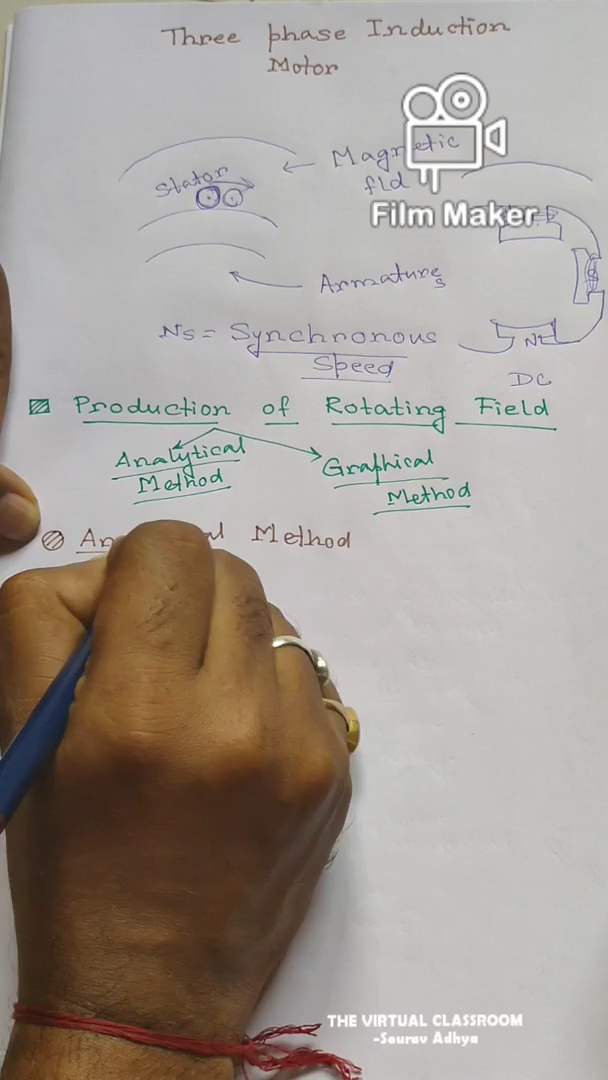 Three phase Induction
Motor
Magnetic
fld
Stator
Film Maker
Armature
Ns = Synchronous
Speed
DC
Production of Rotating Field
Analytical
Method
Graphical
Method
Method
THE VIRTUAL CLASSROOM
-Sourav Adhya